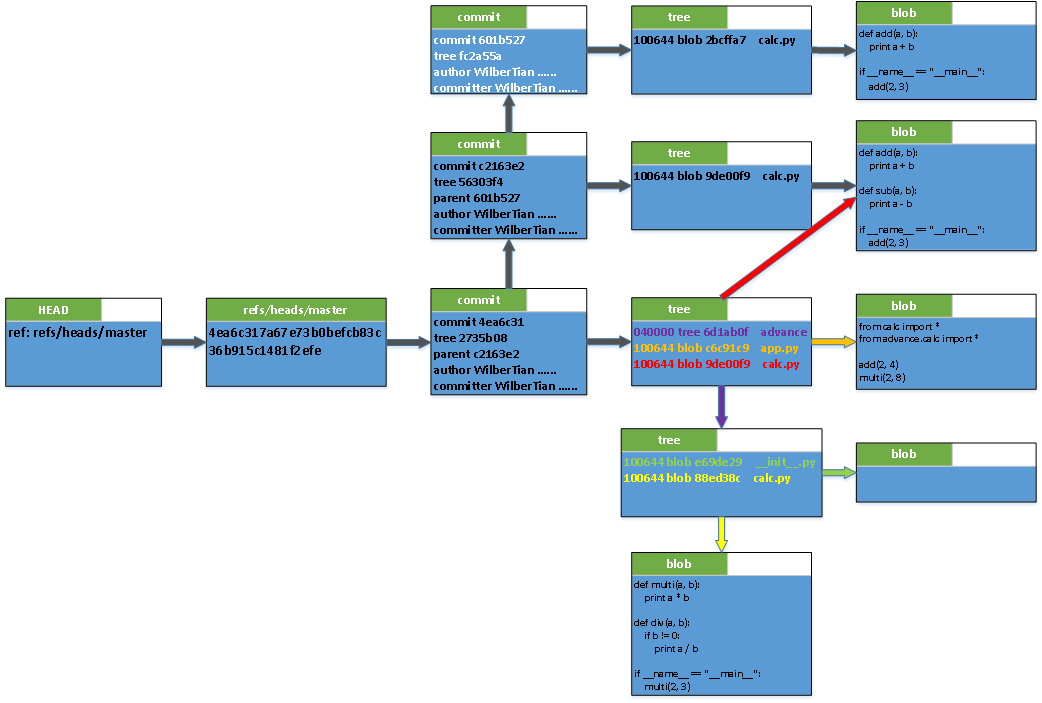 commit
commit 601b527
tree fc2a55a
author WilberTian ......
committer WilberTian ......
tree
100644 blob 2bcffa7 calc.py
blob
def add(a, b):
print a + b
if __name__ == "__main__":
add(2, 3)
commit
commit c2163e2
tree 56303f4
parent 601b527
author WilberTian ......
committer WilberTian ......
tree
100644 blob 9de00f9 calc.py
blob
def add(a, b):
print a + b
def sub(a, b):
print a - b
if __name__ == "__main__":
add(2, 3)
HEAD
ref: refs/heads/master
refs/heads/master
4ea6c317a67e73b0befcb83c
36b915c1481f2efe
commit
commit 4ea6c31
tree 2735b08
parent c2163e2
author WilberTian ......
committer WilberTian ......
tree
040000 tree 6d1ab0f advance
100644 blob c6c91c9 app.py
100644 blob 9de00f9 calc.py
blob
from calc import *
from advance.calc import *
add(2, 4)
multi(2, 8)
tree
100644 blob e69de29 __init__.py
100644 blob 88ed38c calc.py
blob
blob
def multi(a, b):
print a * b
def div(a, b):
if b != 0:
print a / b
if __name__ == "__main__":
multi(2, 3)